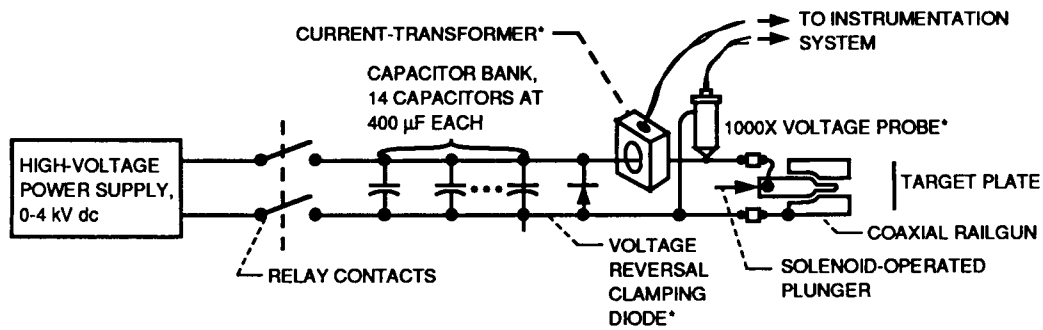 CURRENT-TRANSFORMER*
TO INSTRUMENTATION
SYSTEM
CAPACITOR BANK,
14 CAPACITORS AT
400 µF EACH
1000X VOLTAGE PROBE*
HIGH-VOLTAGE
POWER SUPPLY,
0-4 kV dc
TARGET PLATE
COAXIAL RAILGUN
RELAY CONTACTS
VOLTAGE
REVERSAL
CLAMPING
DIODE*
SOLENOID-OPERATED
PLUNGER